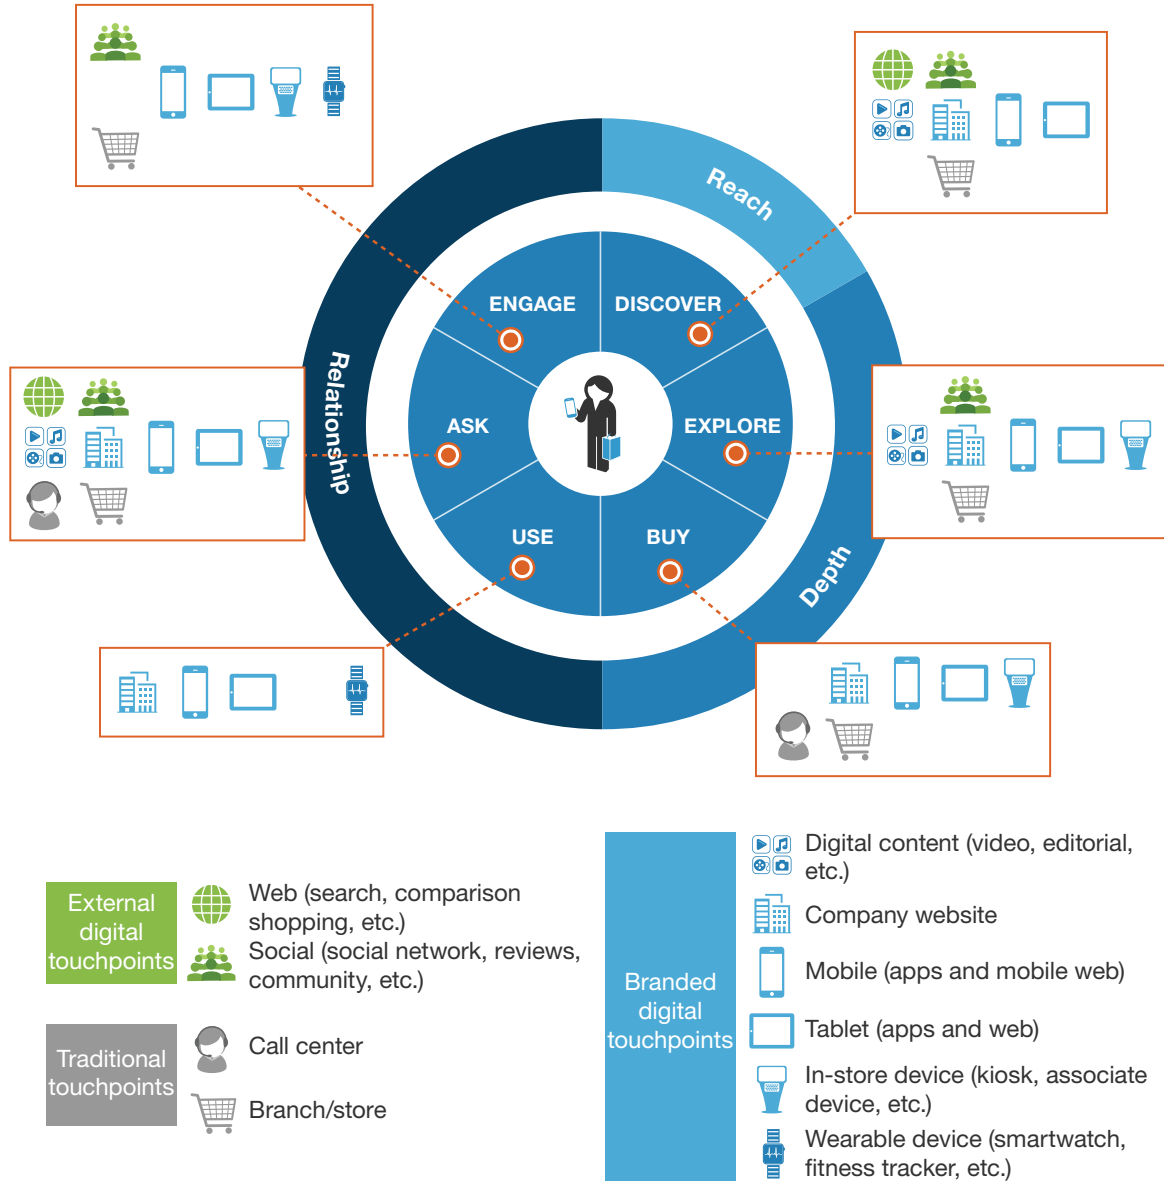 Reach
ENGAGE
DISCOVER
Relationship
ASK
EXPLORE
USE
BUY
Depth
External
digital
touchpoints
Web (search, comparison
shopping, etc.)
Social (social network, reviews,
community, etc.)
Traditional
touchpoints
Call center
Branch/store
Branded
digital
touchpoints
Digital content (video, editorial,
etc.)
Company website
Mobile (apps and mobile web)
Tablet (apps and web)
In-store device (kiosk, associate
device, etc.)
Wearable device (smartwatch,
fitness tracker, etc.)